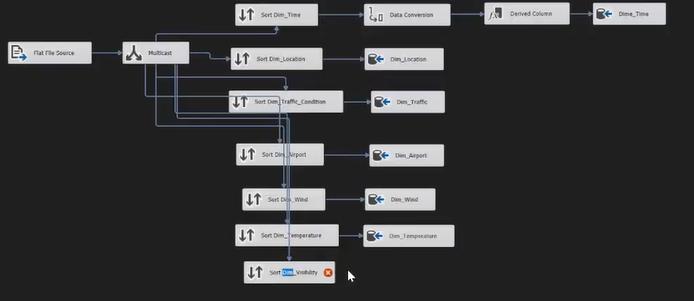 Sort Dim_Time
Data Conversion
Derived Column
Dime_Time
Flat File Source
Multicast
Sort Dim_Location
Dim_Location
Sort Dim_Traffic_Condition
Dim_Traffic
Sort Dim_Airport
Dim_Airport
Sort Dim_Wind
Dim_Wind
Sort Dim_Temperature
Dim_Temperature
Sort Dim_Visibility